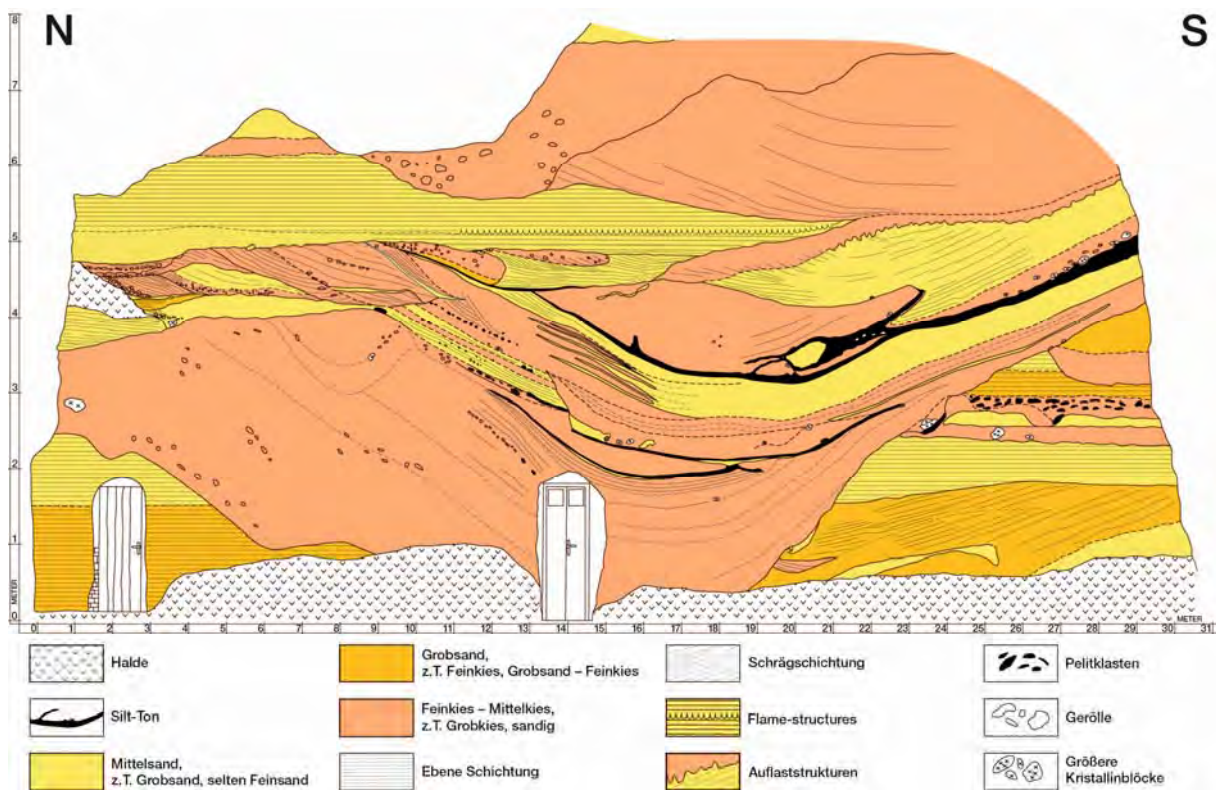 N
S
8
7
6
5
4
3
2
1
0
METER
METER
0 1 2 3 4 5 6 7 8 9 10 11 12 13 14 15 16 17 18 19 20 21 22 23 24 25 26 27 28 29 30 31
Halde
Silt-Ton
Mittelsand,
z.T. Grobsand, selten Feinsand
Grobsand,
z.T. Feinkies, Grobsand – Feinkies
Feinkies – Mittelkies,
z.T. Grobkies, sandig
Ebene Schichtung
Schrägschichtung
Flame-structures
Auflaststrukturen
Pelitklasten
Gerölle
Größere
Kristallinblöcke